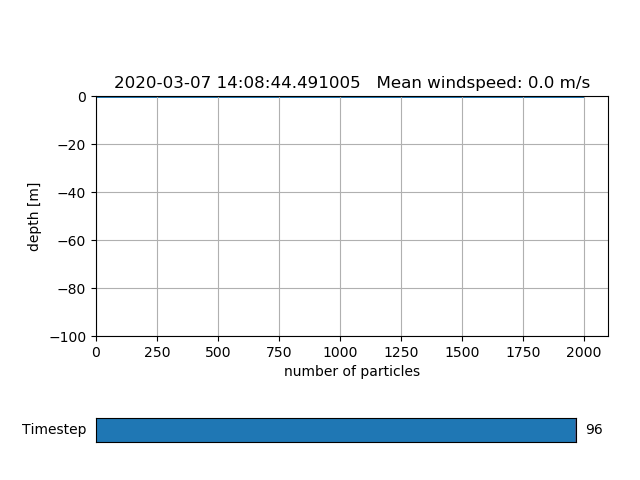 2020-03-07 14:08:44.491005   Mean windspeed: 0.0 m/s
0
−20
−40
−60
−80
−100
depth [m]
0 250 500 750 1000 1250 1500 1750 2000
number of particles
Timestep 96